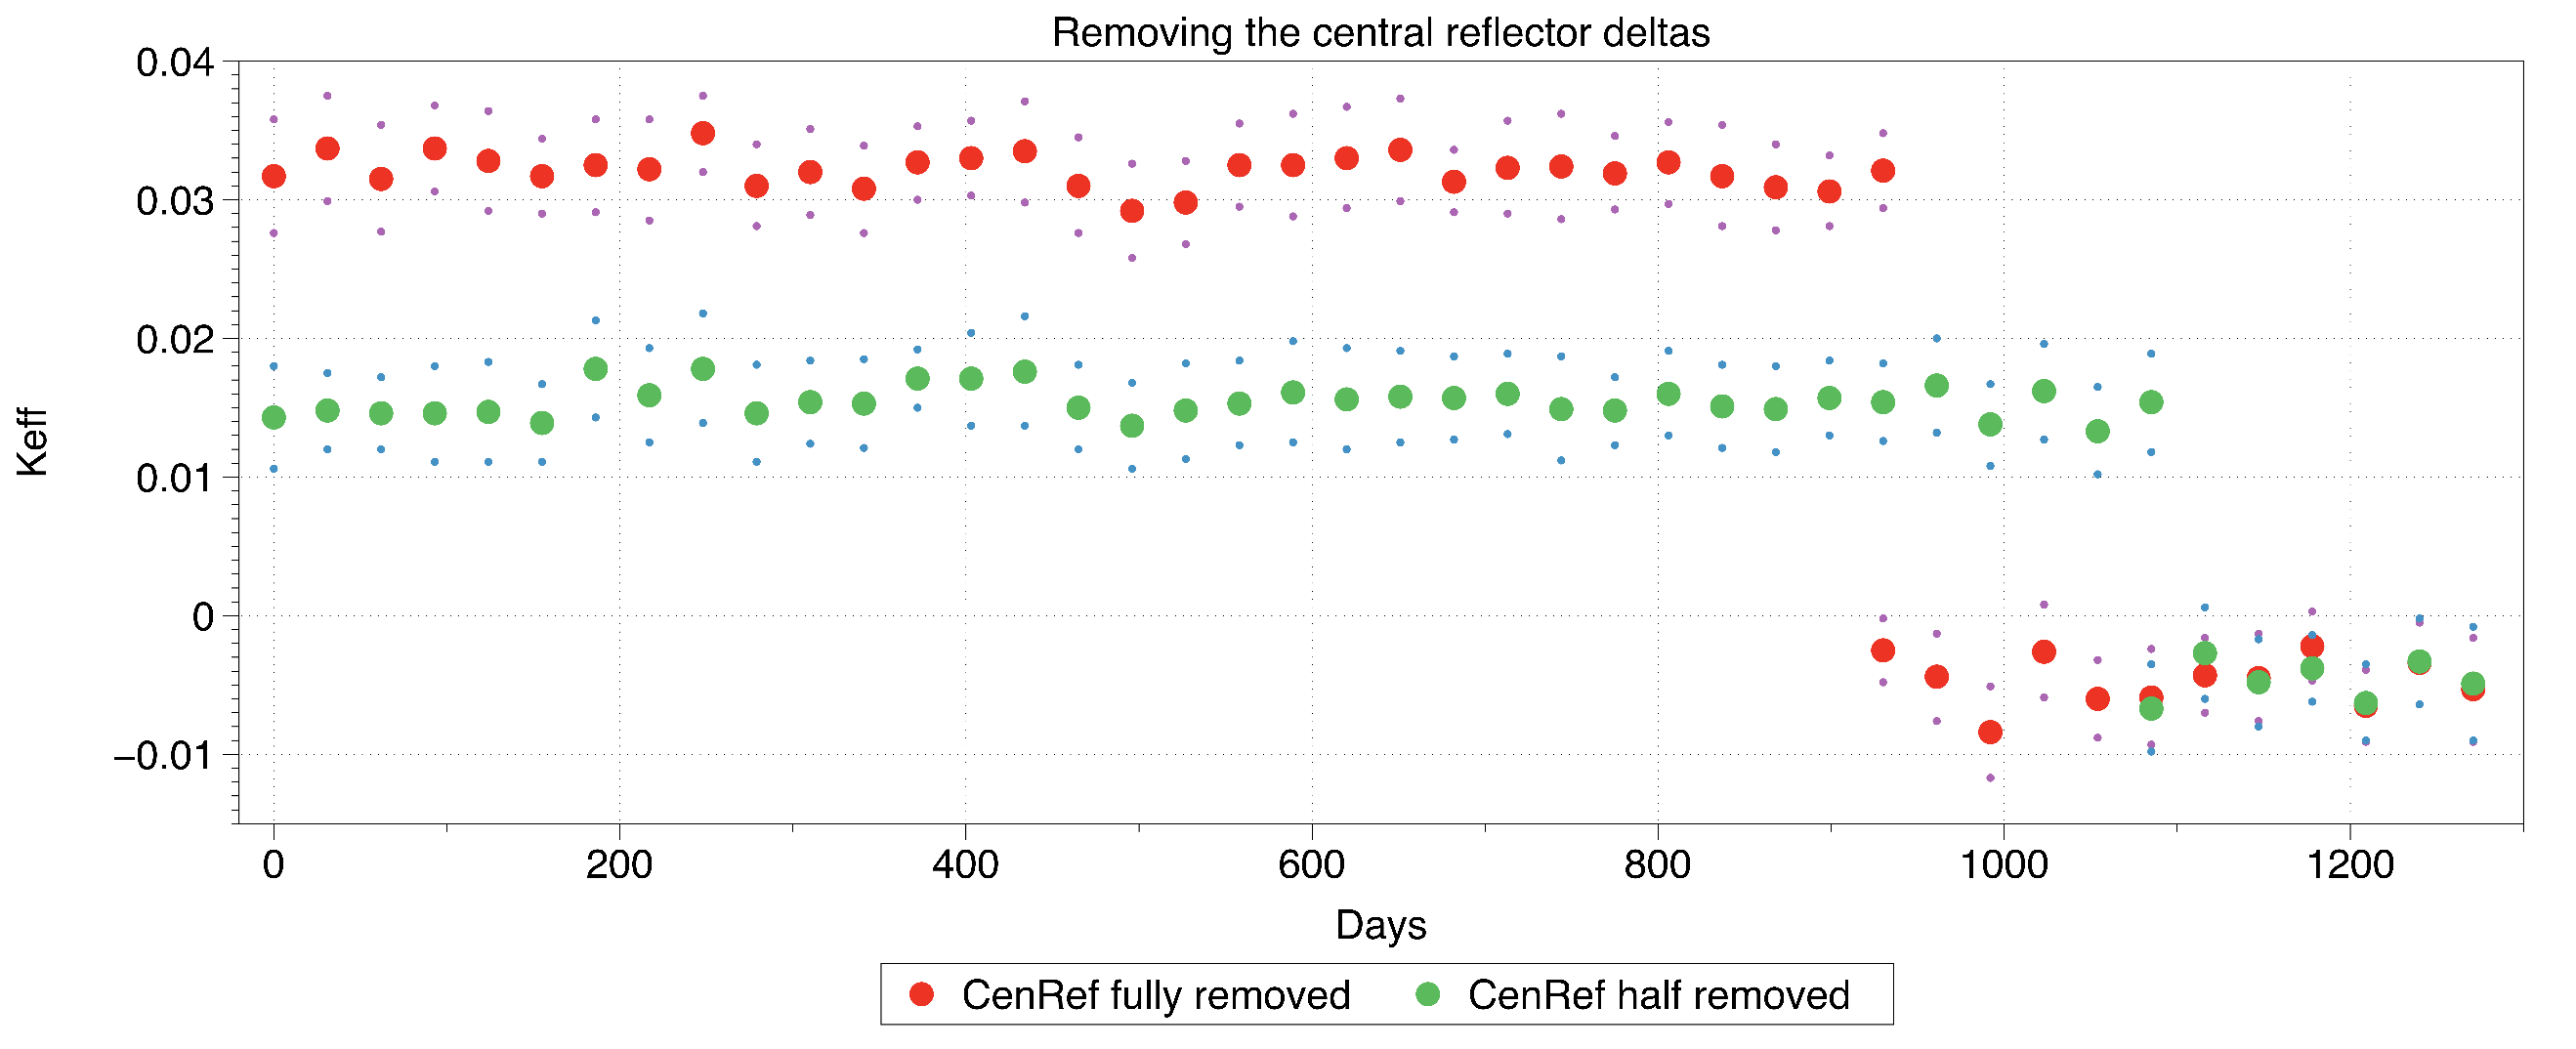 Removing the central reflector deltas
0.04
0.03
0.02
0.01
0
−0.01
Keff
0 200 400 600 800 1000 1200
Days
CenRef fully removed CenRef half removed